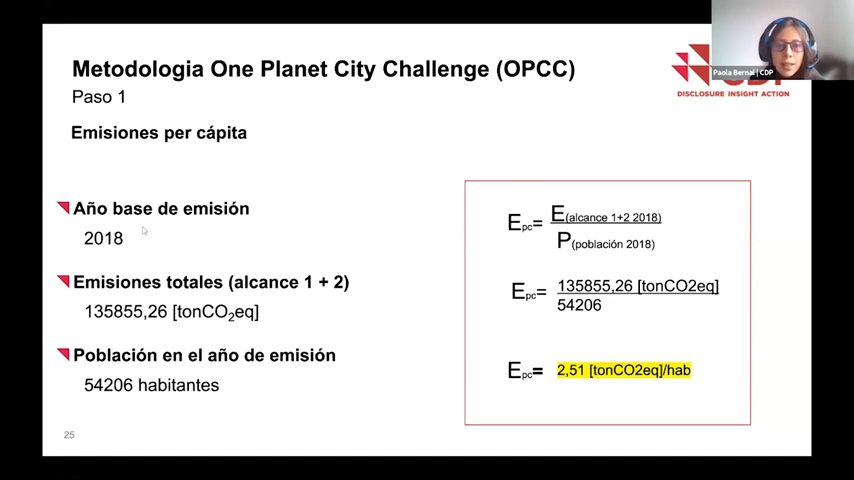 Metodologia One Planet City Challenge (OPCC)
Paso 1
Emisiones per cápita
Paola Bernal | CDP
DISCLOSURE INSIGHT ACTION
Año base de emisión
2018
Emisiones totales (alcance 1 + 2)
135855,26 [tonCO2eq]
Población en el año de emisión
54206 habitantes
Epc= E(alcance 1+2 2018)
P(población 2018)
Epc= 135855,26 [tonCO2eq]
54206
Epc= 2,51 [tonCO2eq]/hab
25